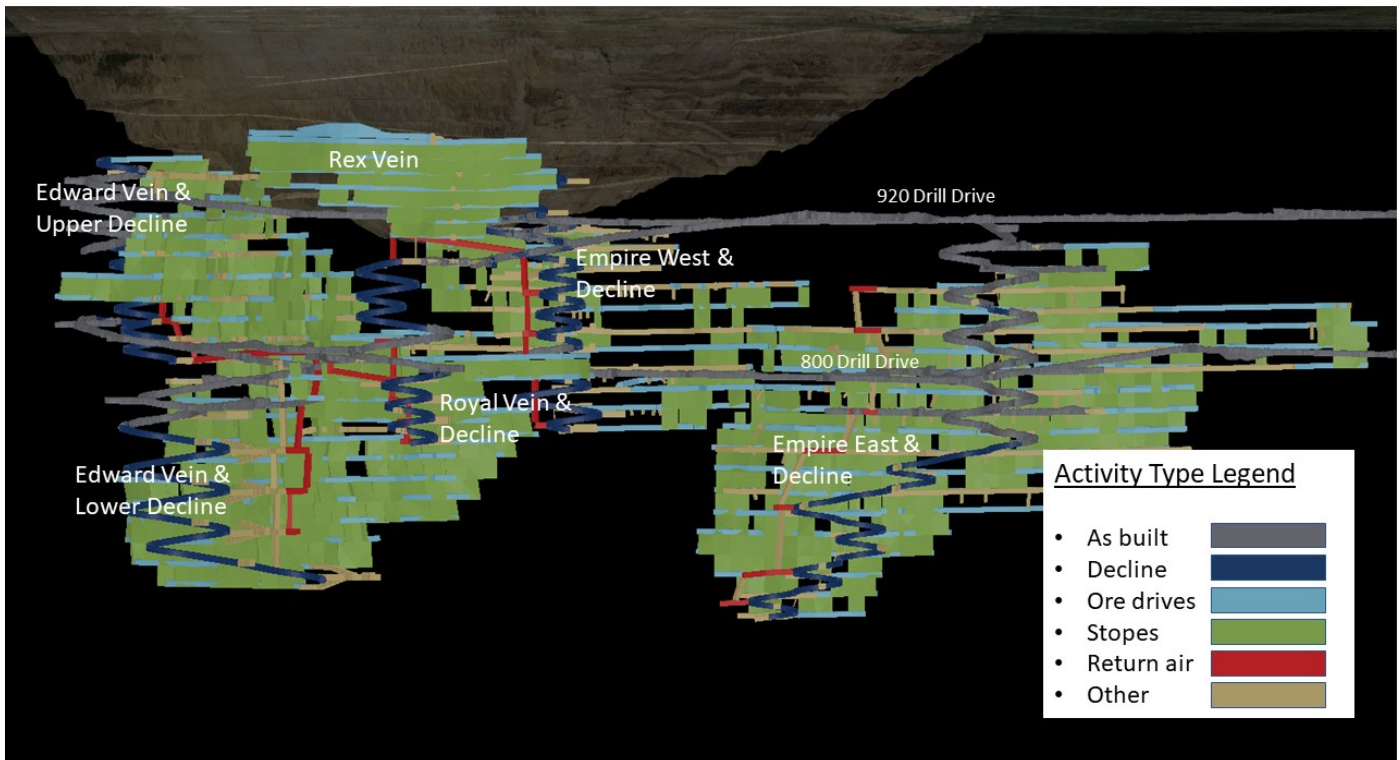 Rex Vein
Edward Vein &
Upper Decline
920 Drill Drive
Empire West &
Decline
800 Drill Drive
Royal Vein &
Decline
Empire East &
Decline
Edward Vein &
Lower Decline
Activity Type Legend
• As built
• Decline
• Ore drives
• Stopes
• Return air
• Other